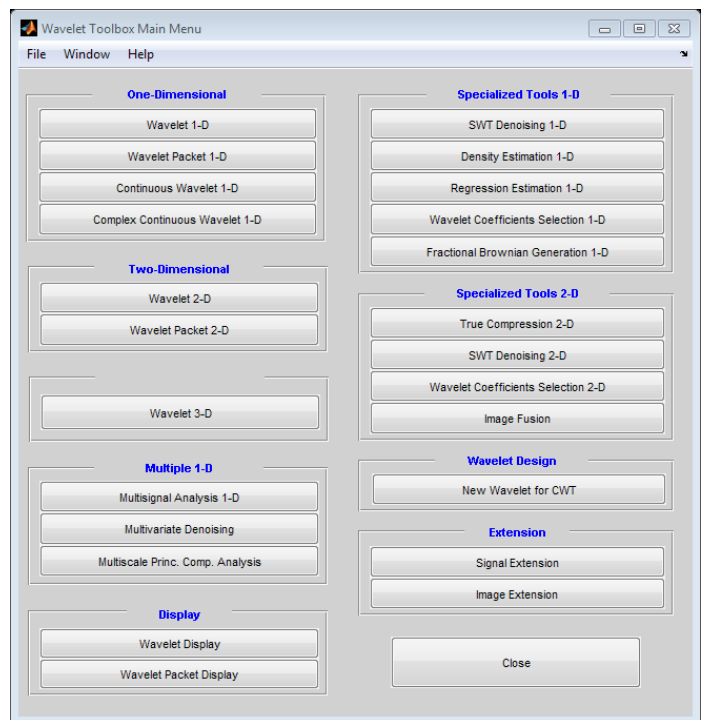 Wavelet Toolbox Main Menu
File Window Help
One-Dimensional
Wavelet 1-D
Wavelet Packet 1-D
Continuous Wavelet 1-D
Complex Continuous Wavelet 1-D
Two-Dimensional
Wavelet 2-D
Wavelet Packet 2-D
Wavelet 3-D
Multiple 1-D
Multisignal Analysis 1-D
Multivariate Denoising
Multiscale Princ. Comp. Analysis
Display
Wavelet Display
Wavelet Packet Display
Specialized Tools 1-D
SWT Denoising 1-D
Density Estimation 1-D
Regression Estimation 1-D
Wavelet Coefficients Selection 1-D
Fractional Brownian Generation 1-D
Specialized Tools 2-D
True Compression 2-D
SWT Denoising 2-D
Wavelet Coefficients Selection 2-D
Image Fusion
Wavelet Design
New Wavelet for CWT
Extension
Signal Extension
Image Extension
Close